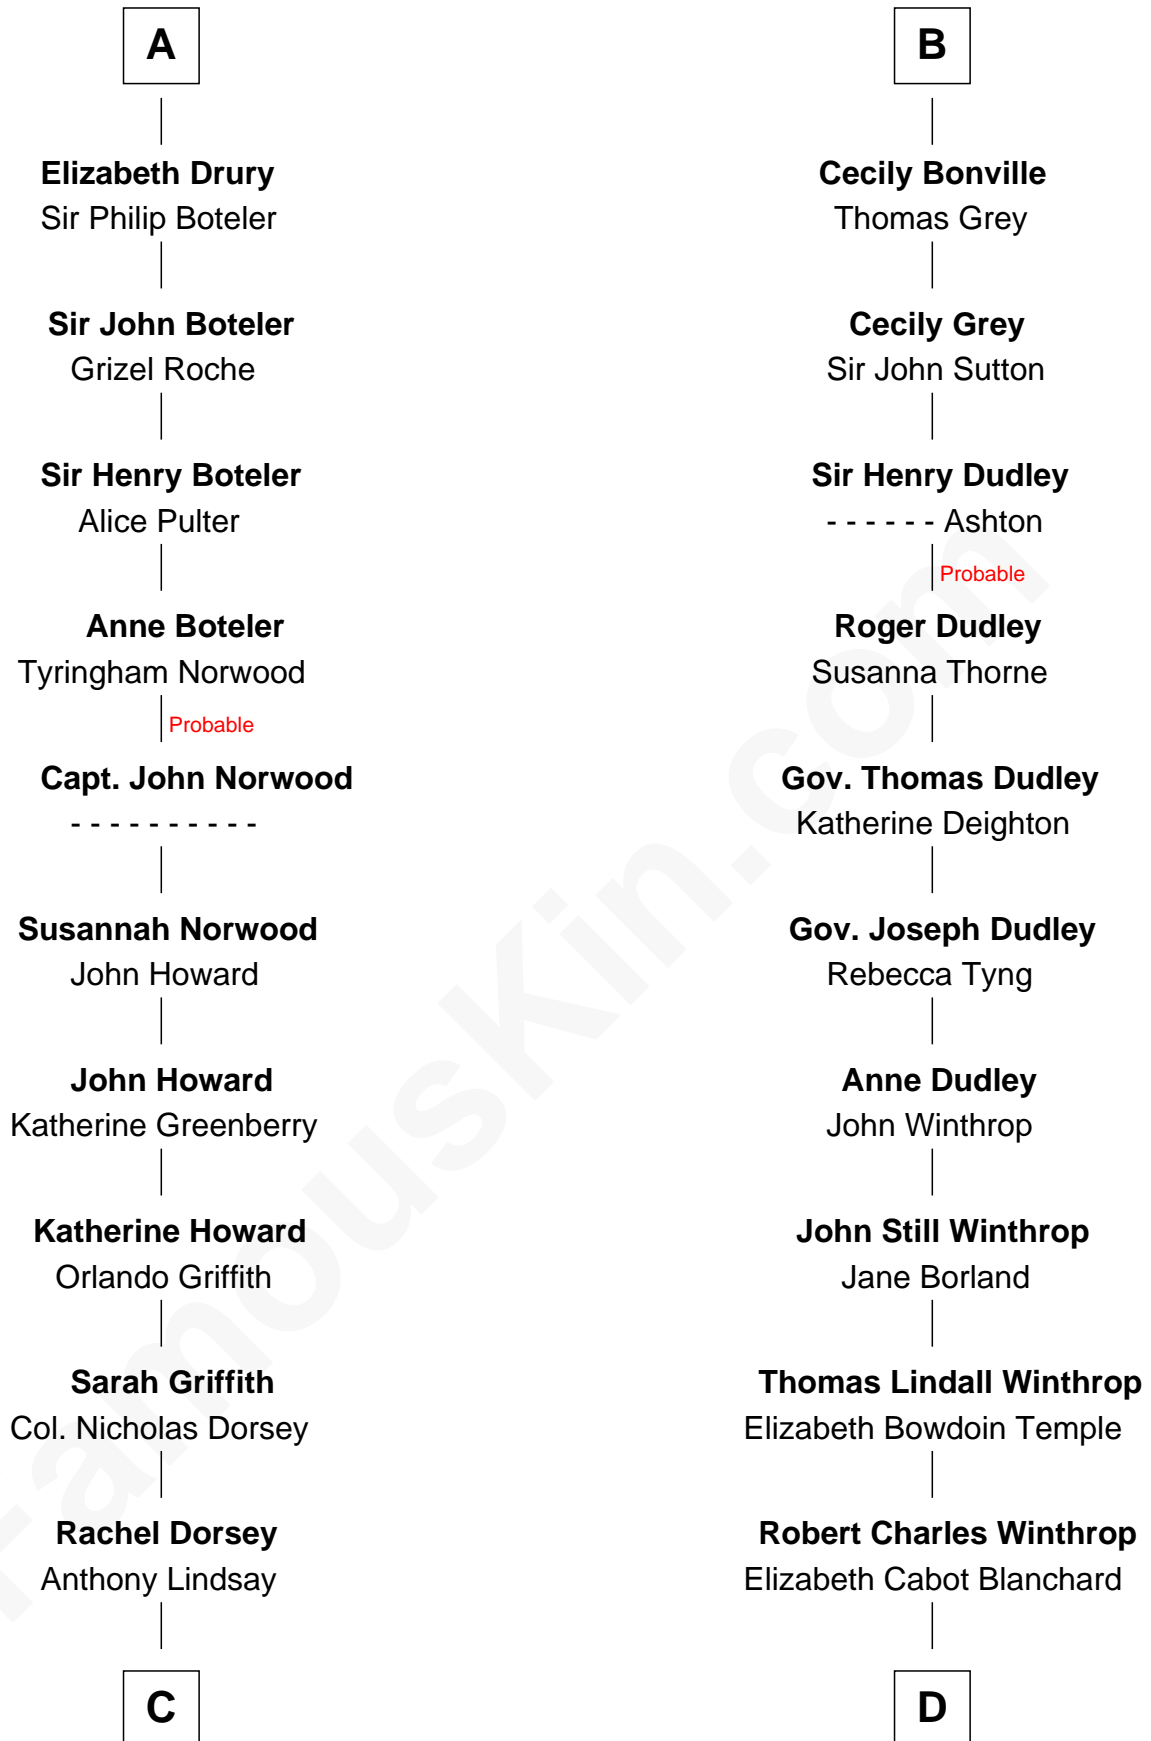 A
Elizabeth Drury
Sir Philip Boteler
Sir John Boteler
Grizel Roche
Sir Henry Boteler
Alice Pulter
Anne Boteler
Tyringham Norwood
Probable
Capt. John Norwood
- - - - - - - - - -
Susannah Norwood
John Howard
John Howard
Katherine Greenberry
Katherine Howard
Orlando Griffith
Sarah Griffith
Col. Nicholas Dorsey
Rachel Dorsey
Anthony Lindsay
C
B
Cecily Bonville
Thomas Grey
Cecily Grey
Sir John Sutton
Sir Henry Dudley
- - - - - - Ashton
Probable
Roger Dudley
Susanna Thorne
Gov. Thomas Dudley
Katherine Deighton
Gov. Joseph Dudley
Rebecca Tyng
Anne Dudley
John Winthrop
John Still Winthrop
Jane Borland
Thomas Lindall Winthrop
Elizabeth Bowdoin Temple
Robert Charles Winthrop
Elizabeth Cabot Blanchard
D
FamousKin.com